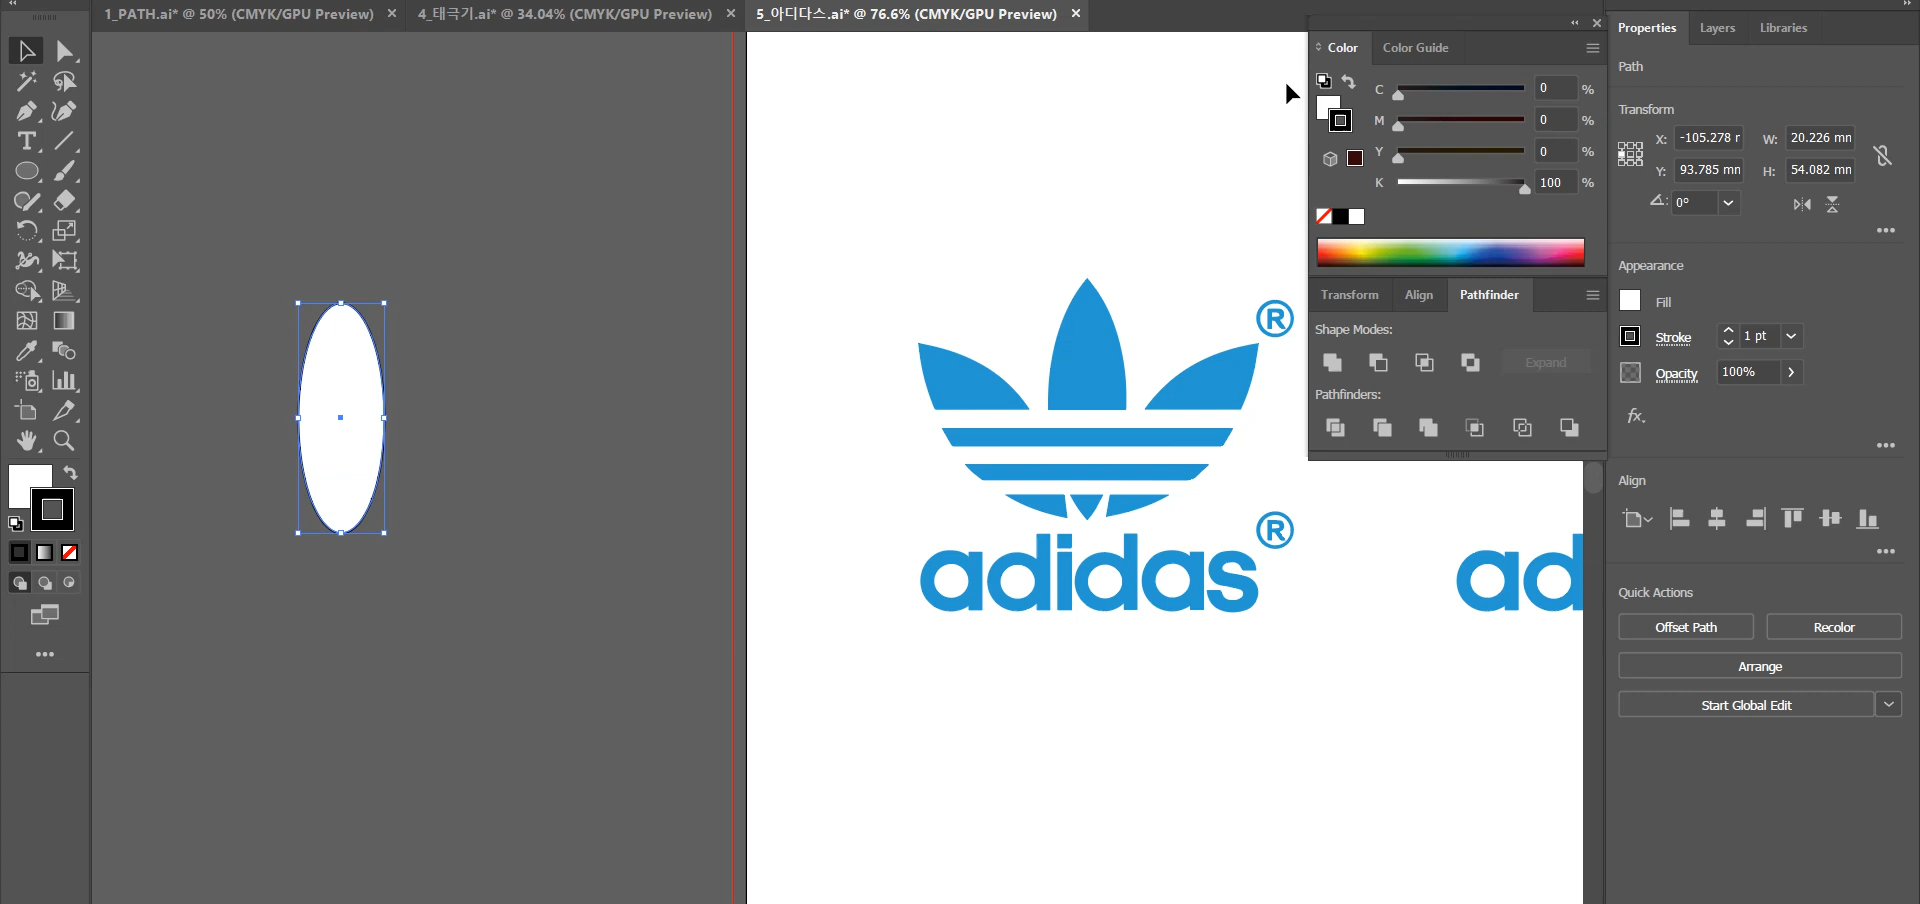 1_PATH.ai* @ 50% (CMYK/GPU Preview) ×
4_태극기.ai* @ 34.04% (CMYK/GPU Preview) ×
5_아디다스.ai* @ 76.6% (CMYK/GPU Preview) ×
Color
Color Guide
C 0 %
M 0 %
Y 0 %
K 100 %
Transform
Align
Pathfinder
Shape Modes:
Expand
Pathfinders:
Properties
Layers
Libraries
Path
Transform
X: -105.278 W: 20.226 mm
Y: 93.785 mm H: 54.082 mm
0°
Appearance
Fill
Stroke 1 pt
Opacity 100%
fx.
Align
Quick Actions
Offset Path
Recolor
Arrange
Start Global Edit
®
®
adidas
ad